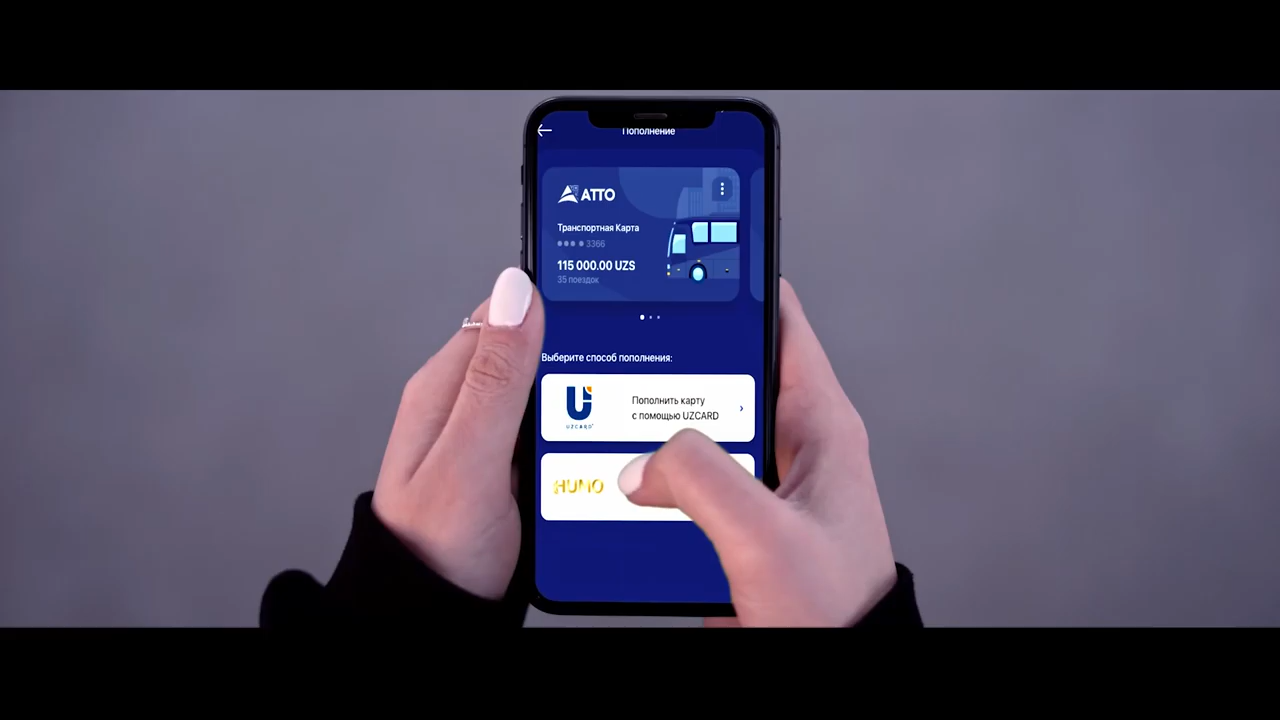 Пополнение
ATTO
Транспортная Карта
3366
115 000.00 UZS
35 поездок
Выберите способ пополнения:
Пополнить карту
с помощью UZCARD
UZCARD
HUMO